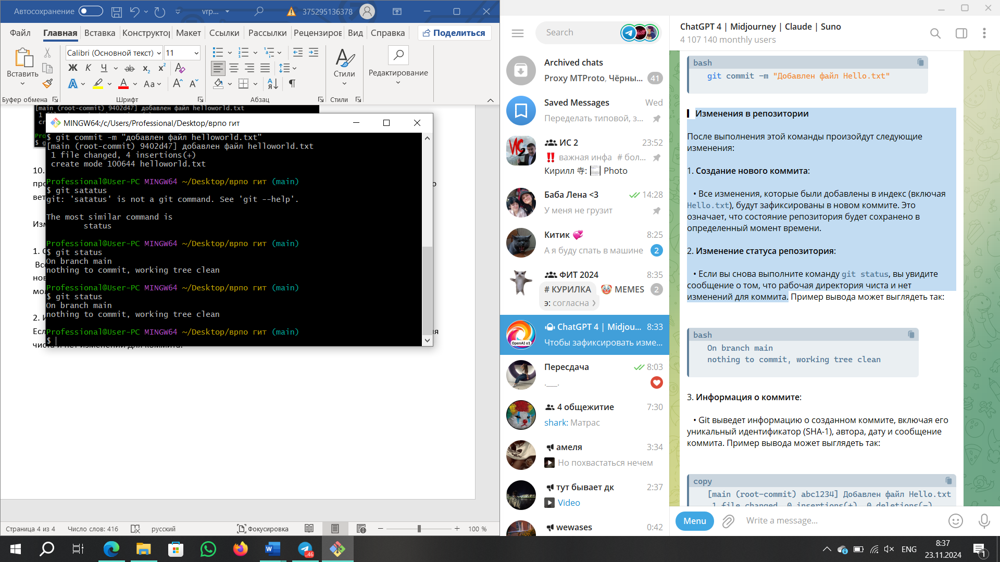 Автосохранение
vrp...
375295136378
Файл
Главная
Вставка
Конструктор
Макет
Ссылки
Рассылки
Рецензиров
Вид
Справка
Поделиться
Вставить
Calibri (Основной текст)
11
Стили
Редактирование
Буфер обмена
Шрифт
Абзац
Стили
[main (root-commit) 9402d47] добавлен файл helloworld.txt
MINGW64:/c/Users/Professional/Desktop/врпо гит
$ git commit -m "добавлен файл helloworld.txt"
[main (root-commit) 9402d47] добавлен файл helloworld.txt
1 file changed, 4 insertions(+)
create mode 100644 helloworld.txt
Professional@User-PC MINGW64 ~/Desktop/врпо гит (main)
$ git satatus
git: 'satatus' is not a git command. See 'git --help'.
The most similar command is
status
Professional@User-PC MINGW64 ~/Desktop/врпо гит (main)
$ git status
On branch main
nothing to commit, working tree clean
Professional@User-PC MINGW64 ~/Desktop/врпо гит (main)
$ git status
On branch main
nothing to commit, working tree clean
Professional@User-PC MINGW64 ~/Desktop/врпо гит (main)
$
10.
1.
2.
Страница 4 из 4
Число слов: 416
русский
Фокусировка
100 %
Search
Archived chats
Proxy MTProto, Чёрны...
41
Saved Messages
Wed
Переделать типовой, з...
ИС 2
23:52
‼ важная инфа # бол...
Кирилл 寺: Photo
Баба Лена <3
14:28
У меня не грузит
Китик 💞
8:25
А я буду спать в машине
2
ФИТ 2024
8:35
# КУРИЛКА 🤡 MEMES
2
э: согласна
ChatGPT 4 | Midjou...
8:33
Чтобы зафиксировать изме...
OpenAI o1
Пересдача
8:03
.___.
4 общежитие
7:30
shark: Матрас
амеля
3:34
Но похвастаться нечем
тут бывает дк
2:37
Video
wewases
0:42
ChatGPT 4 | Midjourney | Claude | Suno
4 107 140 monthly users
bash
git commit -m "Добавлен файл Hello.txt"
Изменения в репозитории
После выполнения этой команды произойдут следующие
изменения:
1. Создание нового коммита:
• Все изменения, которые были добавлены в индекс (включая
Hello.txt), будут зафиксированы в новом коммите. Это
означает, что состояние репозитория будет сохранено в
определенный момент времени.
2. Изменение статуса репозитория:
• Если вы снова выполните команду git status, вы увидите
сообщение о том, что рабочая директория чиста и нет
изменений для коммита. Пример вывода может выглядеть так:
bash
On branch main
nothing to commit, working tree clean
3. Информация о коммите:
• Git выведет информацию о созданном коммите, включая его
уникальный идентификатор (SHA-1), автора, дату и сообщение
коммита. Пример вывода может выглядеть так:
copy
[main (root-commit) abc1234] Добавлен файл Hello.txt
1 file changed, 0 insertions(+), 0 deletions(-)
Menu
Write a message...
..46
ENG
8:37
23.11.2024
1